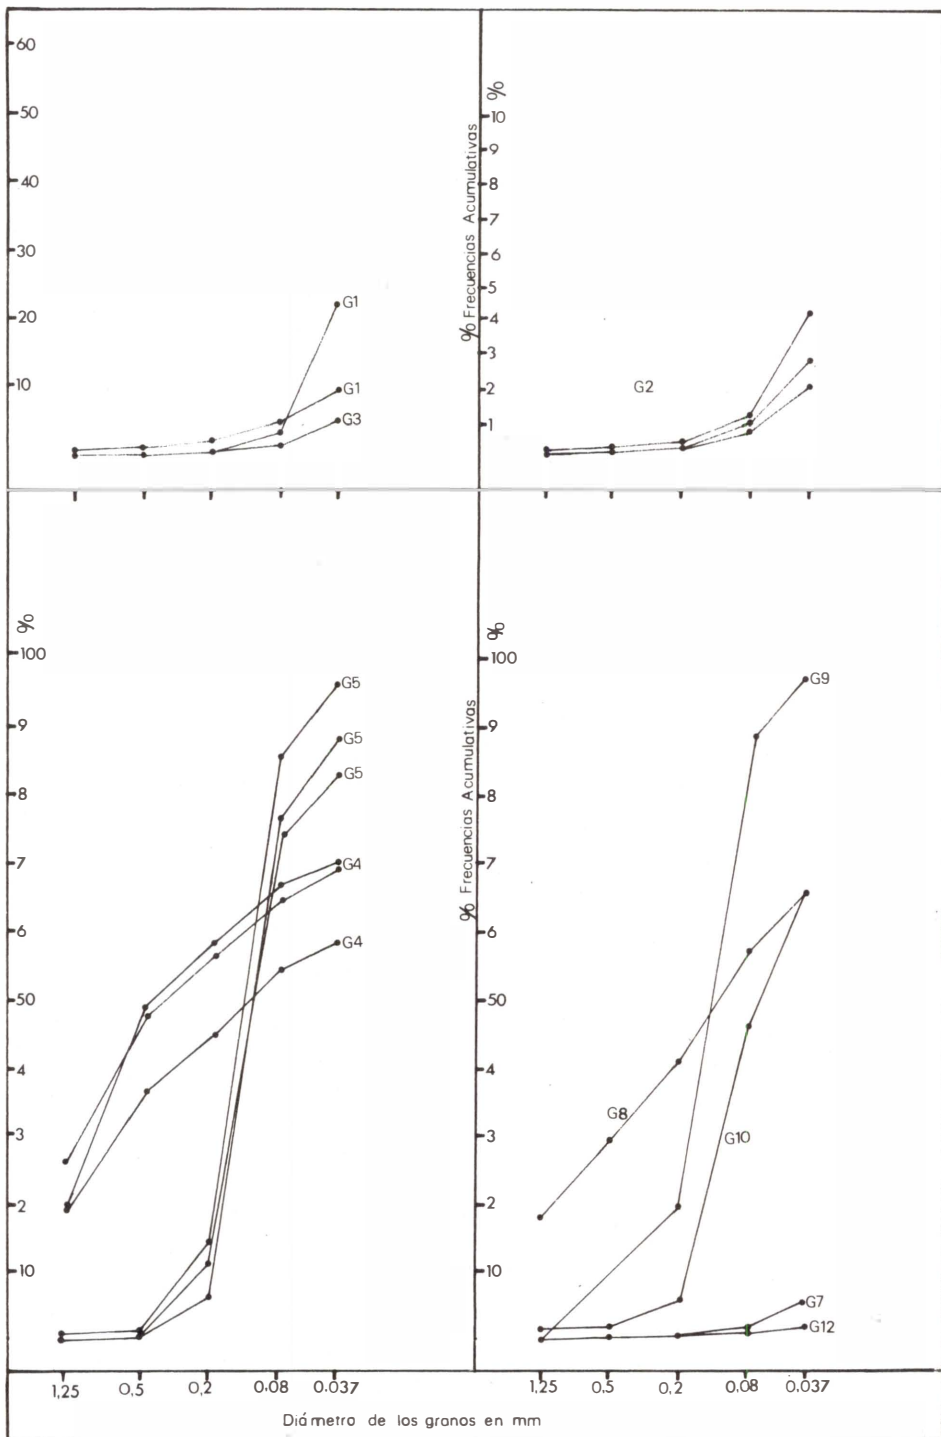 60
50
40
30
20
10
G1
G1
G3
%
10
9
8
7
6
5
4
3
2
1
% Frecuencias Acumulativas
G2
%
100
9
8
7
6
50
4
3
2
10
G5
G5
G5
G4
G4
%
100
9
8
7
6
50
4
3
2
10
% Frecuencias Acumulativas
G9
G8
G10
G7
G12
1,25 0,5 0,2 0.08 0.037
1,25 0,5 0,2 0.08 0.037
Diámetro de los granos en mm